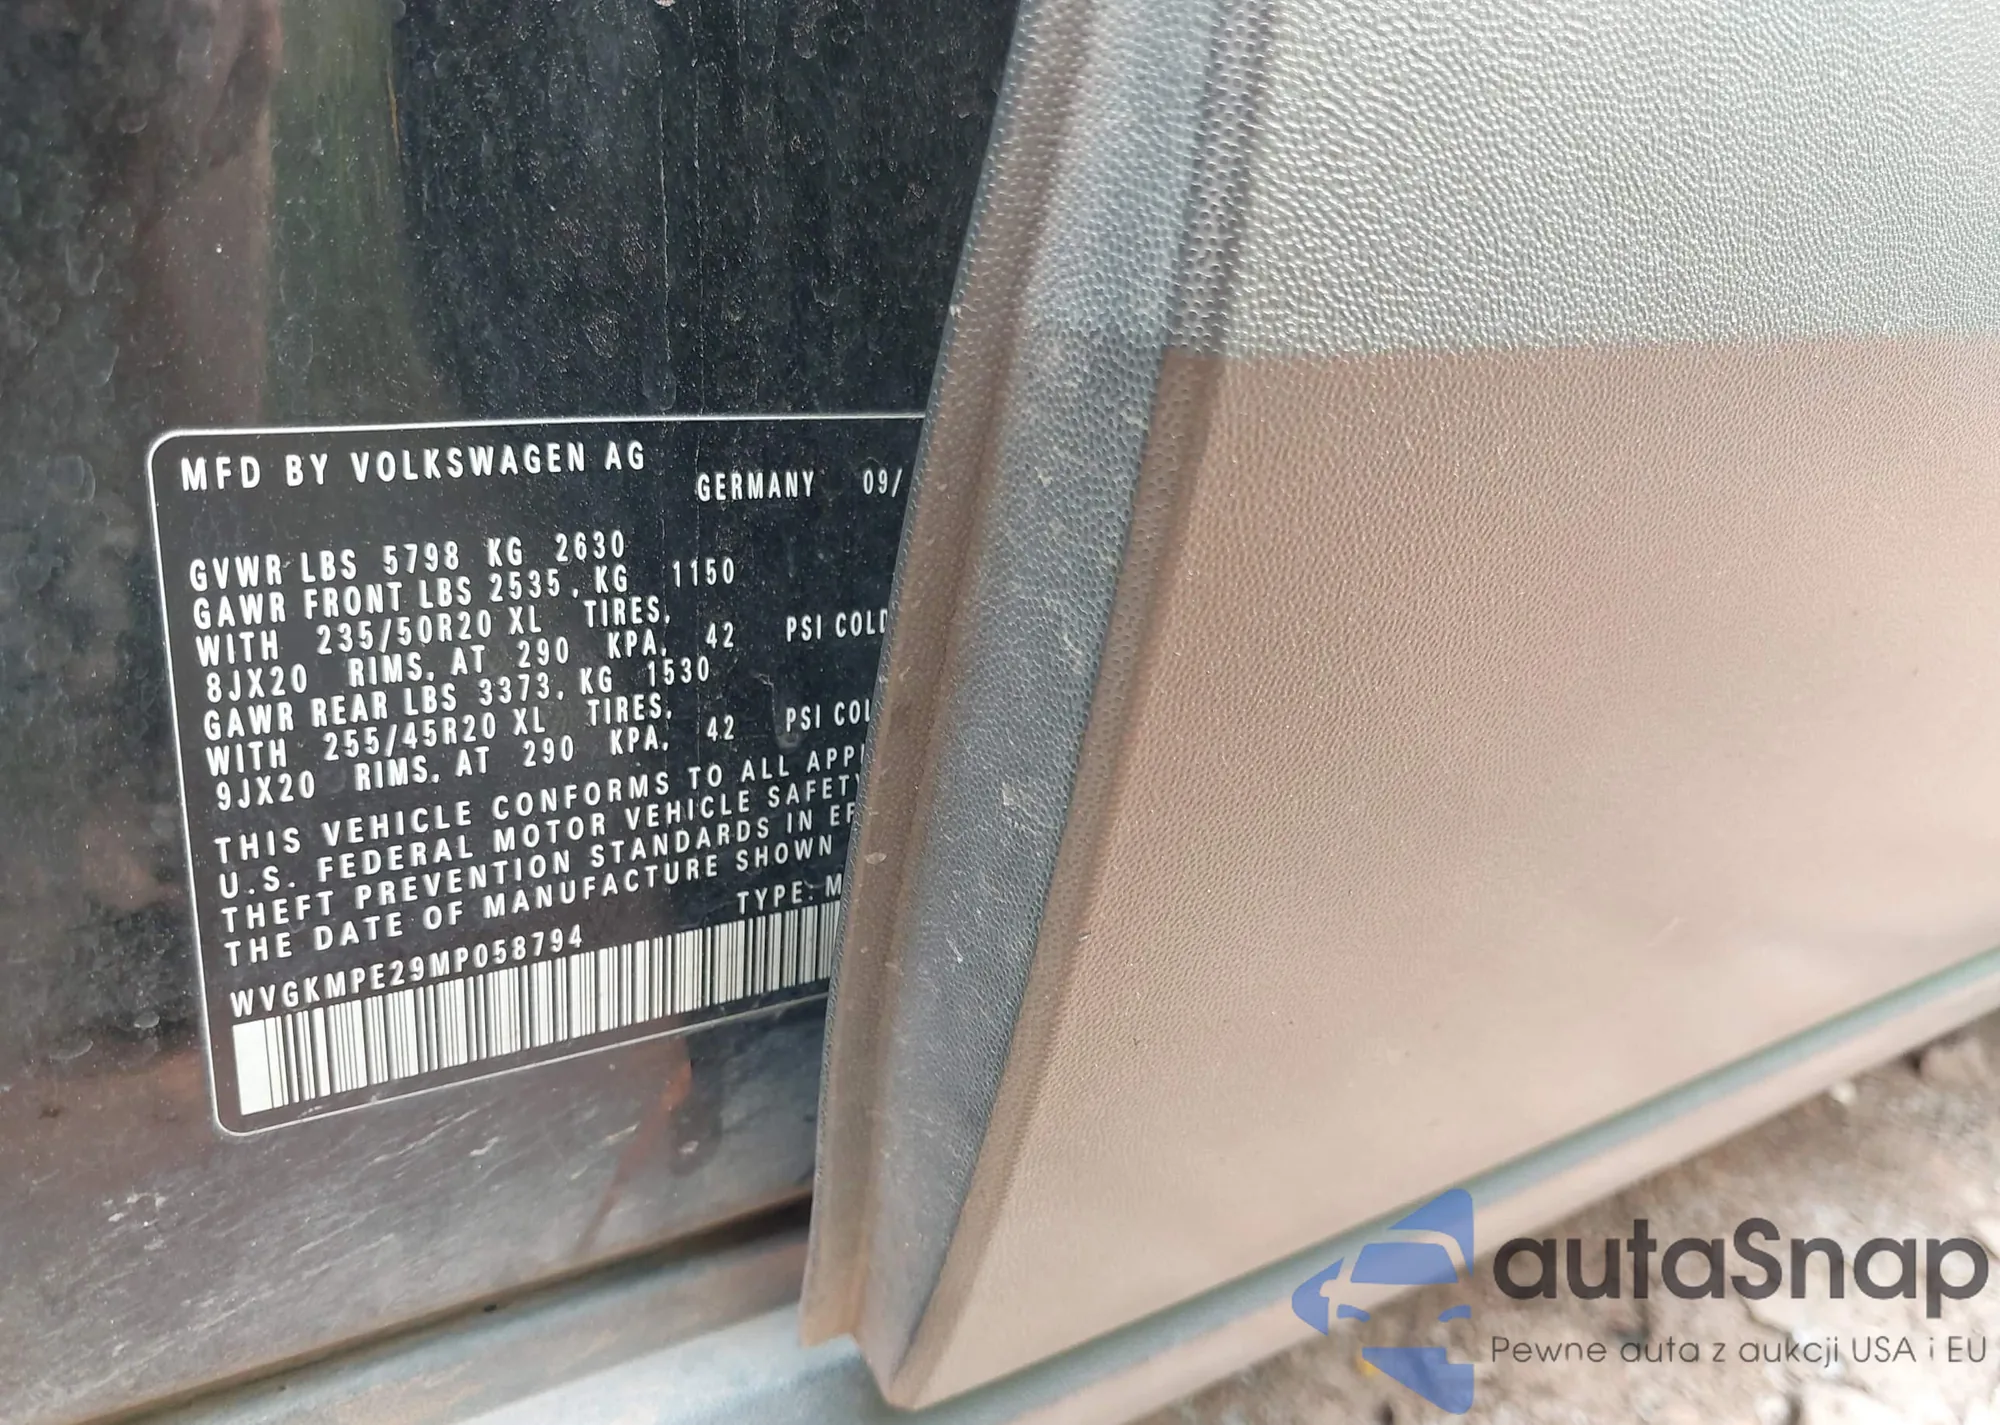 MFD BY VOLKSWAGEN AG
GERMANY 09/
GVWR LBS 5798 KG 2630
GAWR FRONT LBS 2535, KG 1150
WITH 235/50R20 XL TIRES,
8JX20 RIMS, AT 290 KPA, 42 PSI COLD
GAWR REAR LBS 3373, KG 1530
WITH 255/45R20 XL TIRES,
9JX20 RIMS, AT 290 KPA, 42 PSI COL
THIS VEHICLE CONFORMS TO ALL APPL
U.S. FEDERAL MOTOR VEHICLE SAFETY
THEFT PREVENTION STANDARDS IN EF
THE DATE OF MANUFACTURE SHOWN
TYPE: M
WVGKMPE29MP058794
autaSnap
Pewne auta z aukcji USA i EU